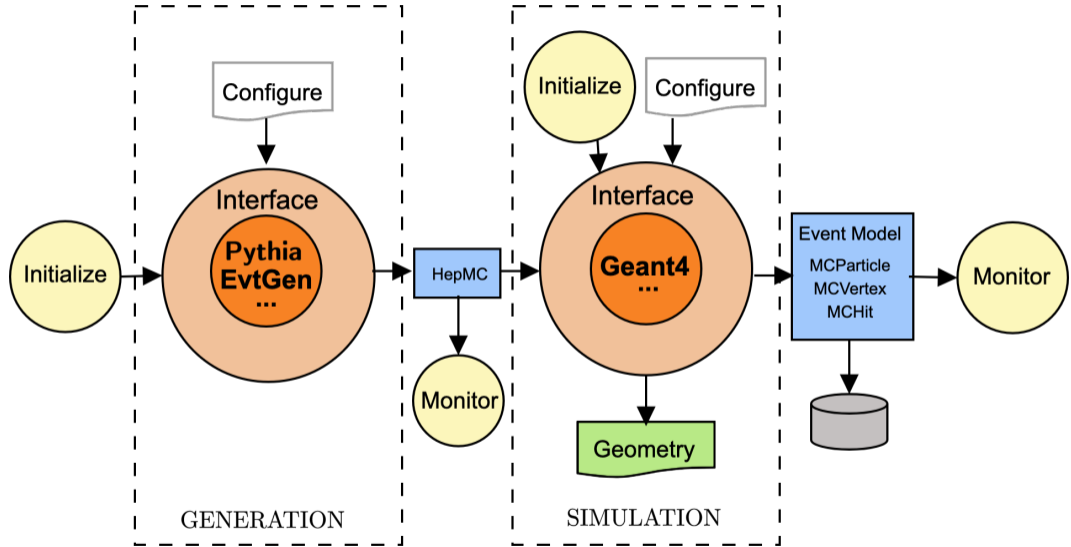 Initialize
Configure
Interface
Pythia
EvtGen
...
GENERATION
HepMC
Monitor
Initialize
Configure
Interface
Geant4
...
Geometry
SIMULATION
Event Model
MCParticle
MCVertex
MCHit
Monitor